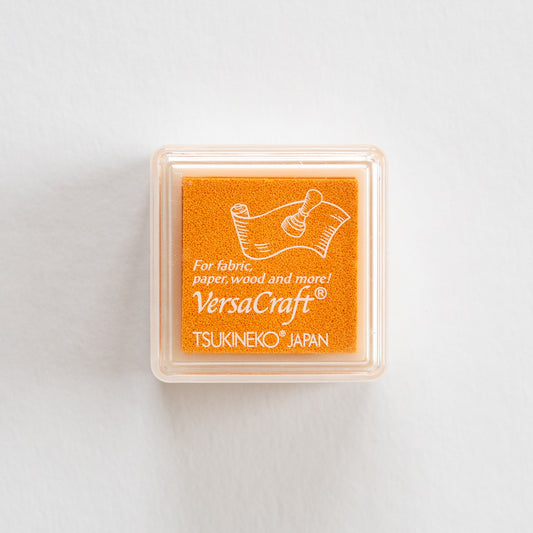 For fabric,
paper, wood and more!
VersaCraft®
TSUKINEKO® JAPAN